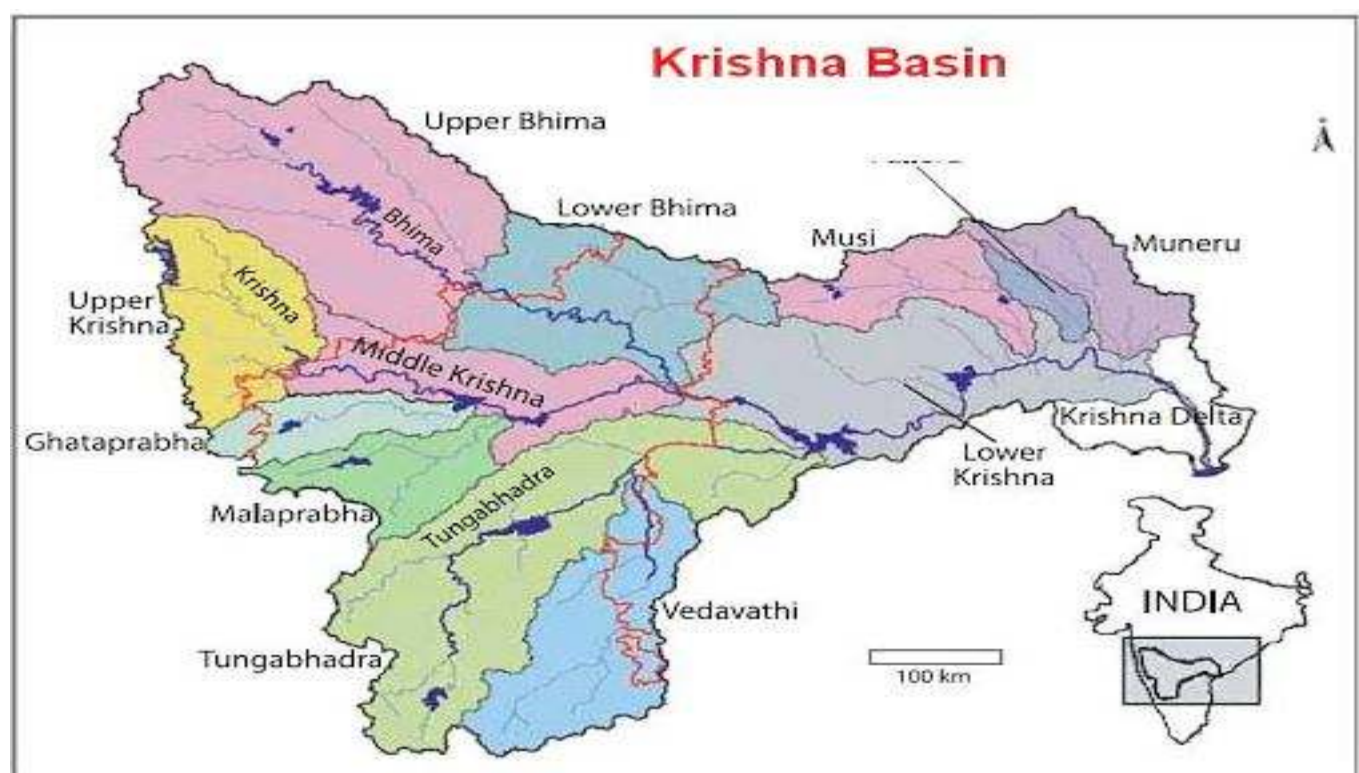 Krishna Basin
Upper Bhima
Lower Bhima
Bhima
Musi
Muneru
Krishna
Upper
Krishna
Middle Krishna
Krishna Delta
Ghataprabha
Lower
Krishna
Tungabhadra
Malaprabha
INDIA
Vedavathi
Tungabhadra
100 km